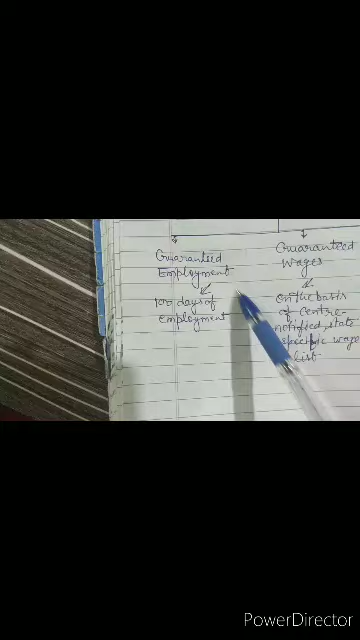 Guaranteed
Employment
100 days of
employment
Guaranteed
Wages
on the basis
of centre-
notified, state
specific wage
list
PowerDirector